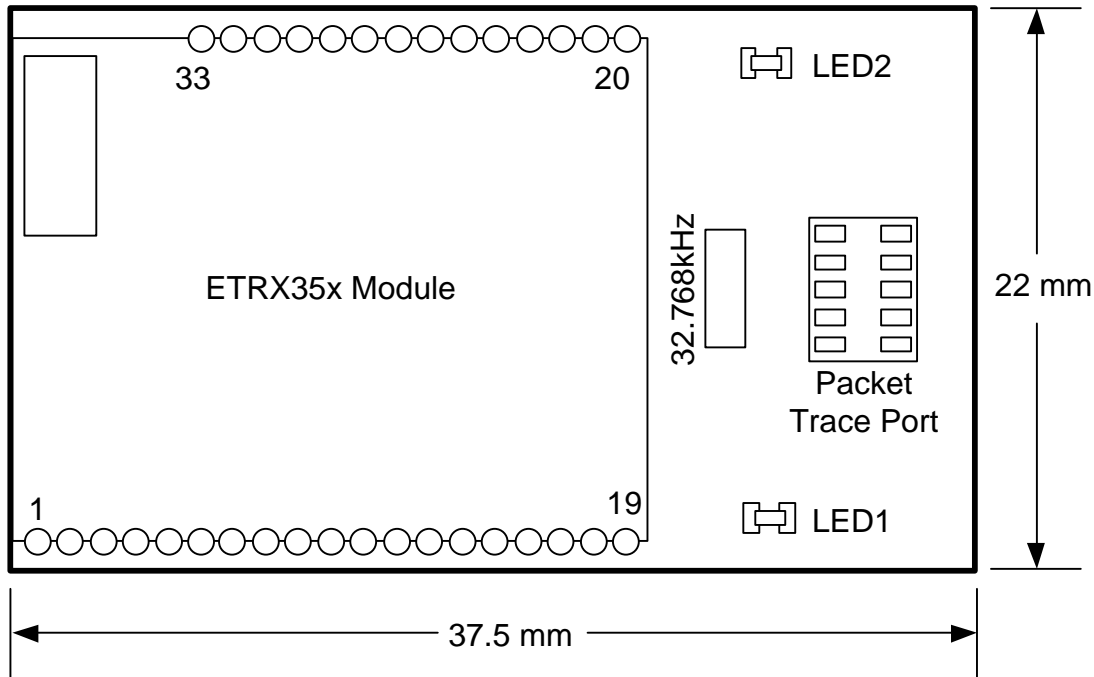 33
20
LED2
ETRX35x Module
32.768kHz
22 mm
Packet
Trace Port
1
19
LED1
37.5 mm